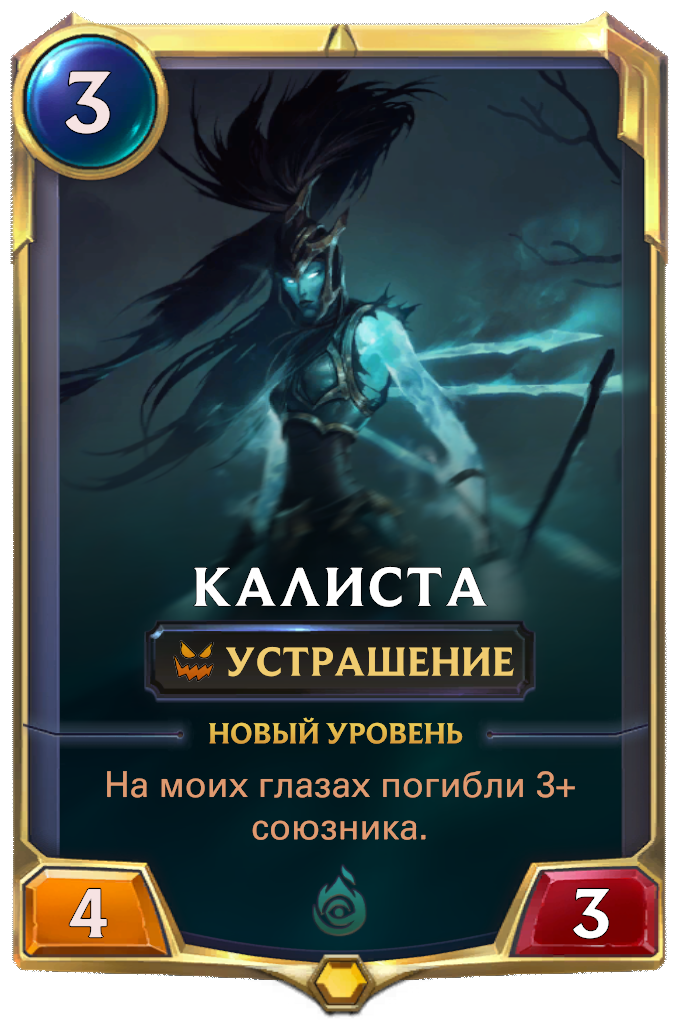 3
КАЛИСТА
УСТРАШЕНИЕ
НОВЫЙ УРОВЕНЬ
На моих глазах погибли 3+
союзника.
4
3